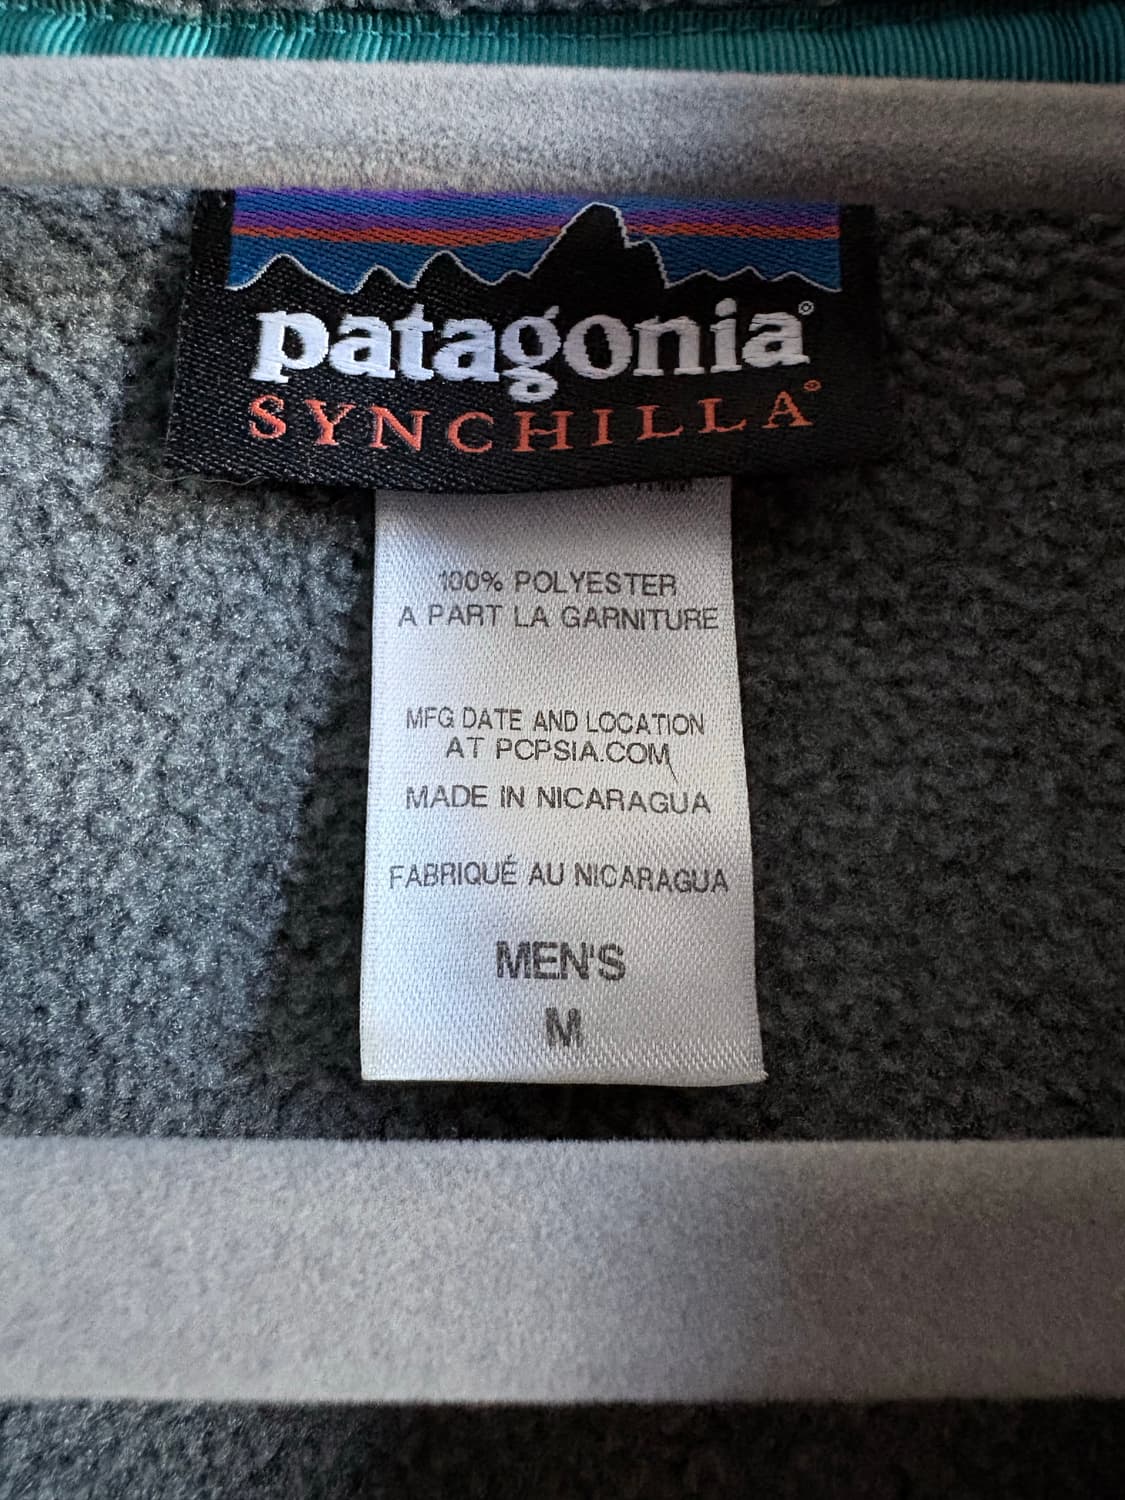 patagonia®
SYNCHILLA®
100% POLYESTER
A PART LA GARNITURE
MFG DATE AND LOCATION
AT PCPSIA.COM
MADE IN NICARAGUA
FABRIQUÉ AU NICARAGUA
MEN'S
M